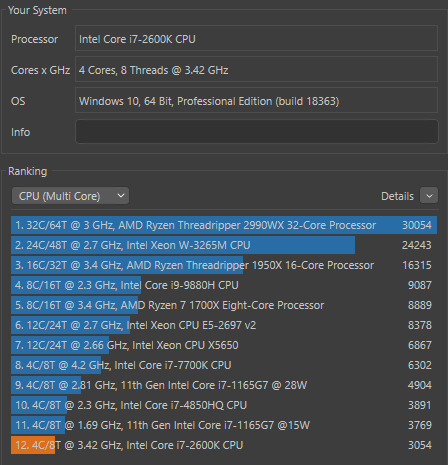 Your System
Processor Intel Core i7-2600K CPU
Cores x GHz 4 Cores, 8 Threads @ 3.42 GHz
OS Windows 10, 64 Bit, Professional Edition (build 18363)
Info
Ranking
CPU (Multi Core) Details
1. 32C/64T @ 3 GHz, AMD Ryzen Threadripper 2990WX 32-Core Processor 30054
2. 24C/48T @ 2.7 GHz, Intel Xeon W-3265M CPU 24243
3. 16C/32T @ 3.4 GHz, AMD Ryzen Threadripper 1950X 16-Core Processor 16315
4. 8C/16T @ 2.3 GHz, Intel Core i9-9880H CPU 9087
5. 8C/16T @ 3.4 GHz, AMD Ryzen 7 1700X Eight-Core Processor 8889
6. 12C/24T @ 2.7 GHz, Intel Xeon CPU E5-2697 v2 8378
7. 12C/24T @ 2.66 GHz, Intel Xeon CPU X5650 6867
8. 4C/8T @ 4.2 GHz, Intel Core i7-7700K CPU 6302
9. 4C/8T @ 2.81 GHz, 11th Gen Intel Core i7-1165G7 @ 28W 4904
10. 4C/8T @ 2.3 GHz, Intel Core i7-4850HQ CPU 3891
11. 4C/8T @ 1.69 GHz, 11th Gen Intel Core i7-1165G7 @15W 3769
12. 4C/8T @ 3.42 GHz, Intel Core i7-2600K CPU 3054